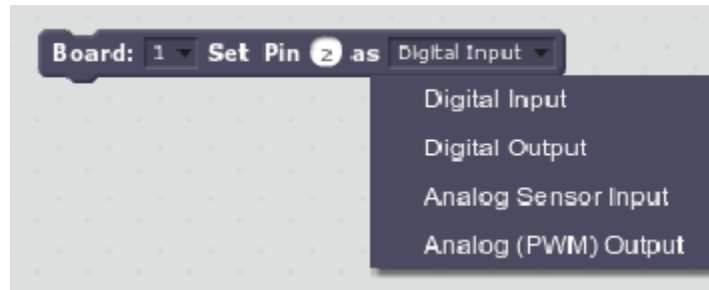 Board: 1 Set Pin 2 as Digital Input
Digital Input
Digital Output
Analog Sensor Input
Analog (PWM) Output